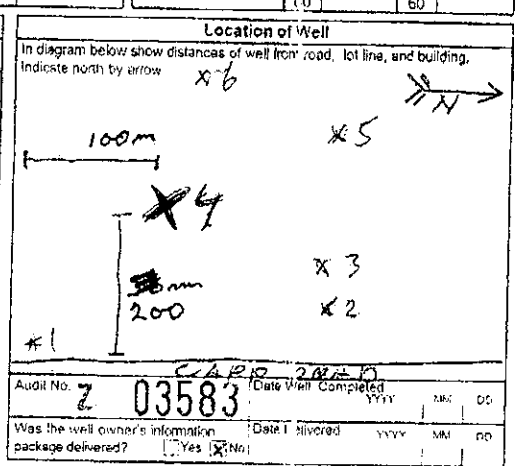 60
Location of Well
In diagram below show distances of well from road, lot line, and building.
Indicate north by arrow
x 6
N
100m
x 5
X 4
x 3
200 m
x 2
*1
Audit No. Z 03583
Date Well Completed
YYYY MM DD
Was the well owner's information package delivered? Yes X No
Date Delivered YYYY MM DD